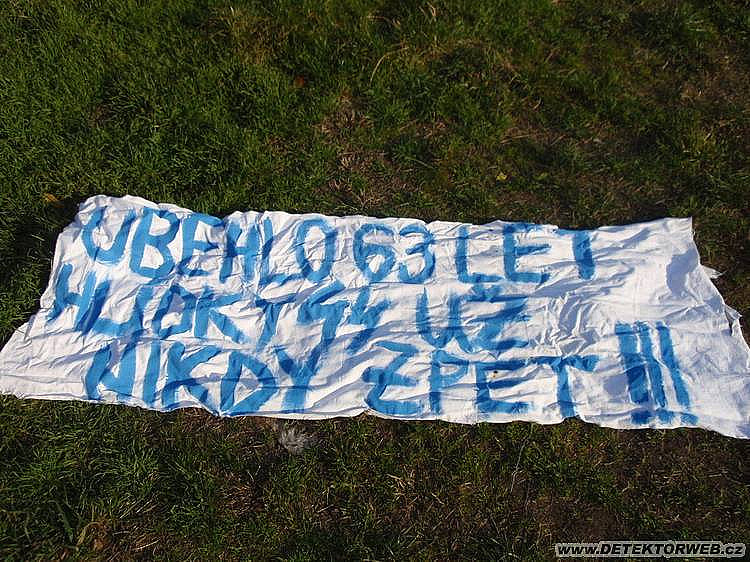 UBEHLO 63 LET
UŽ
NIKDY ZPET !!!
www.DETEKTORWEB.cz